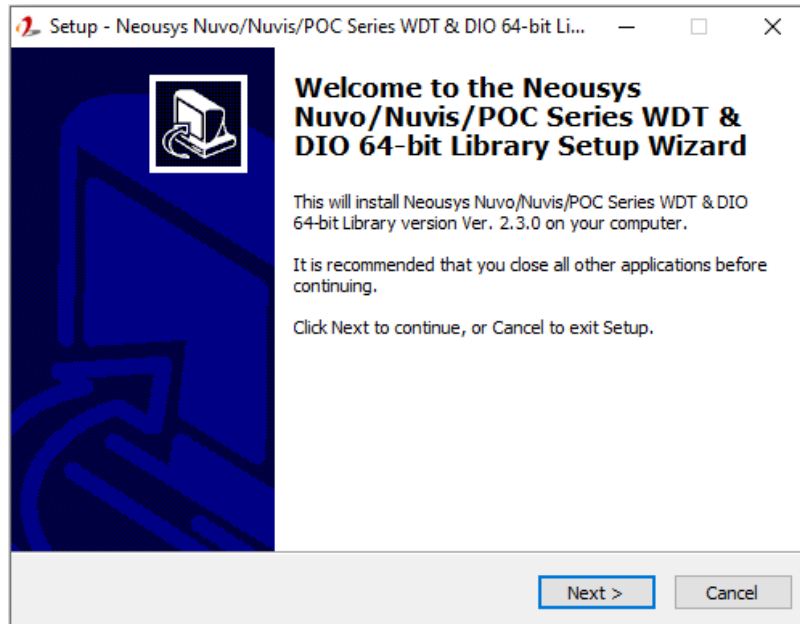 Setup - Neousys Nuvo/Nuvis/POC Series WDT & DIO 64-bit Li...
Welcome to the Neousys
Nuvo/Nuvis/POC Series WDT &
DIO 64-bit Library Setup Wizard
This will install Neousys Nuvo/Nuvis/POC Series WDT & DIO
64-bit Library version Ver. 2.3.0 on your computer.
It is recommended that you close all other applications before
continuing.
Click Next to continue, or Cancel to exit Setup.
Next >
Cancel